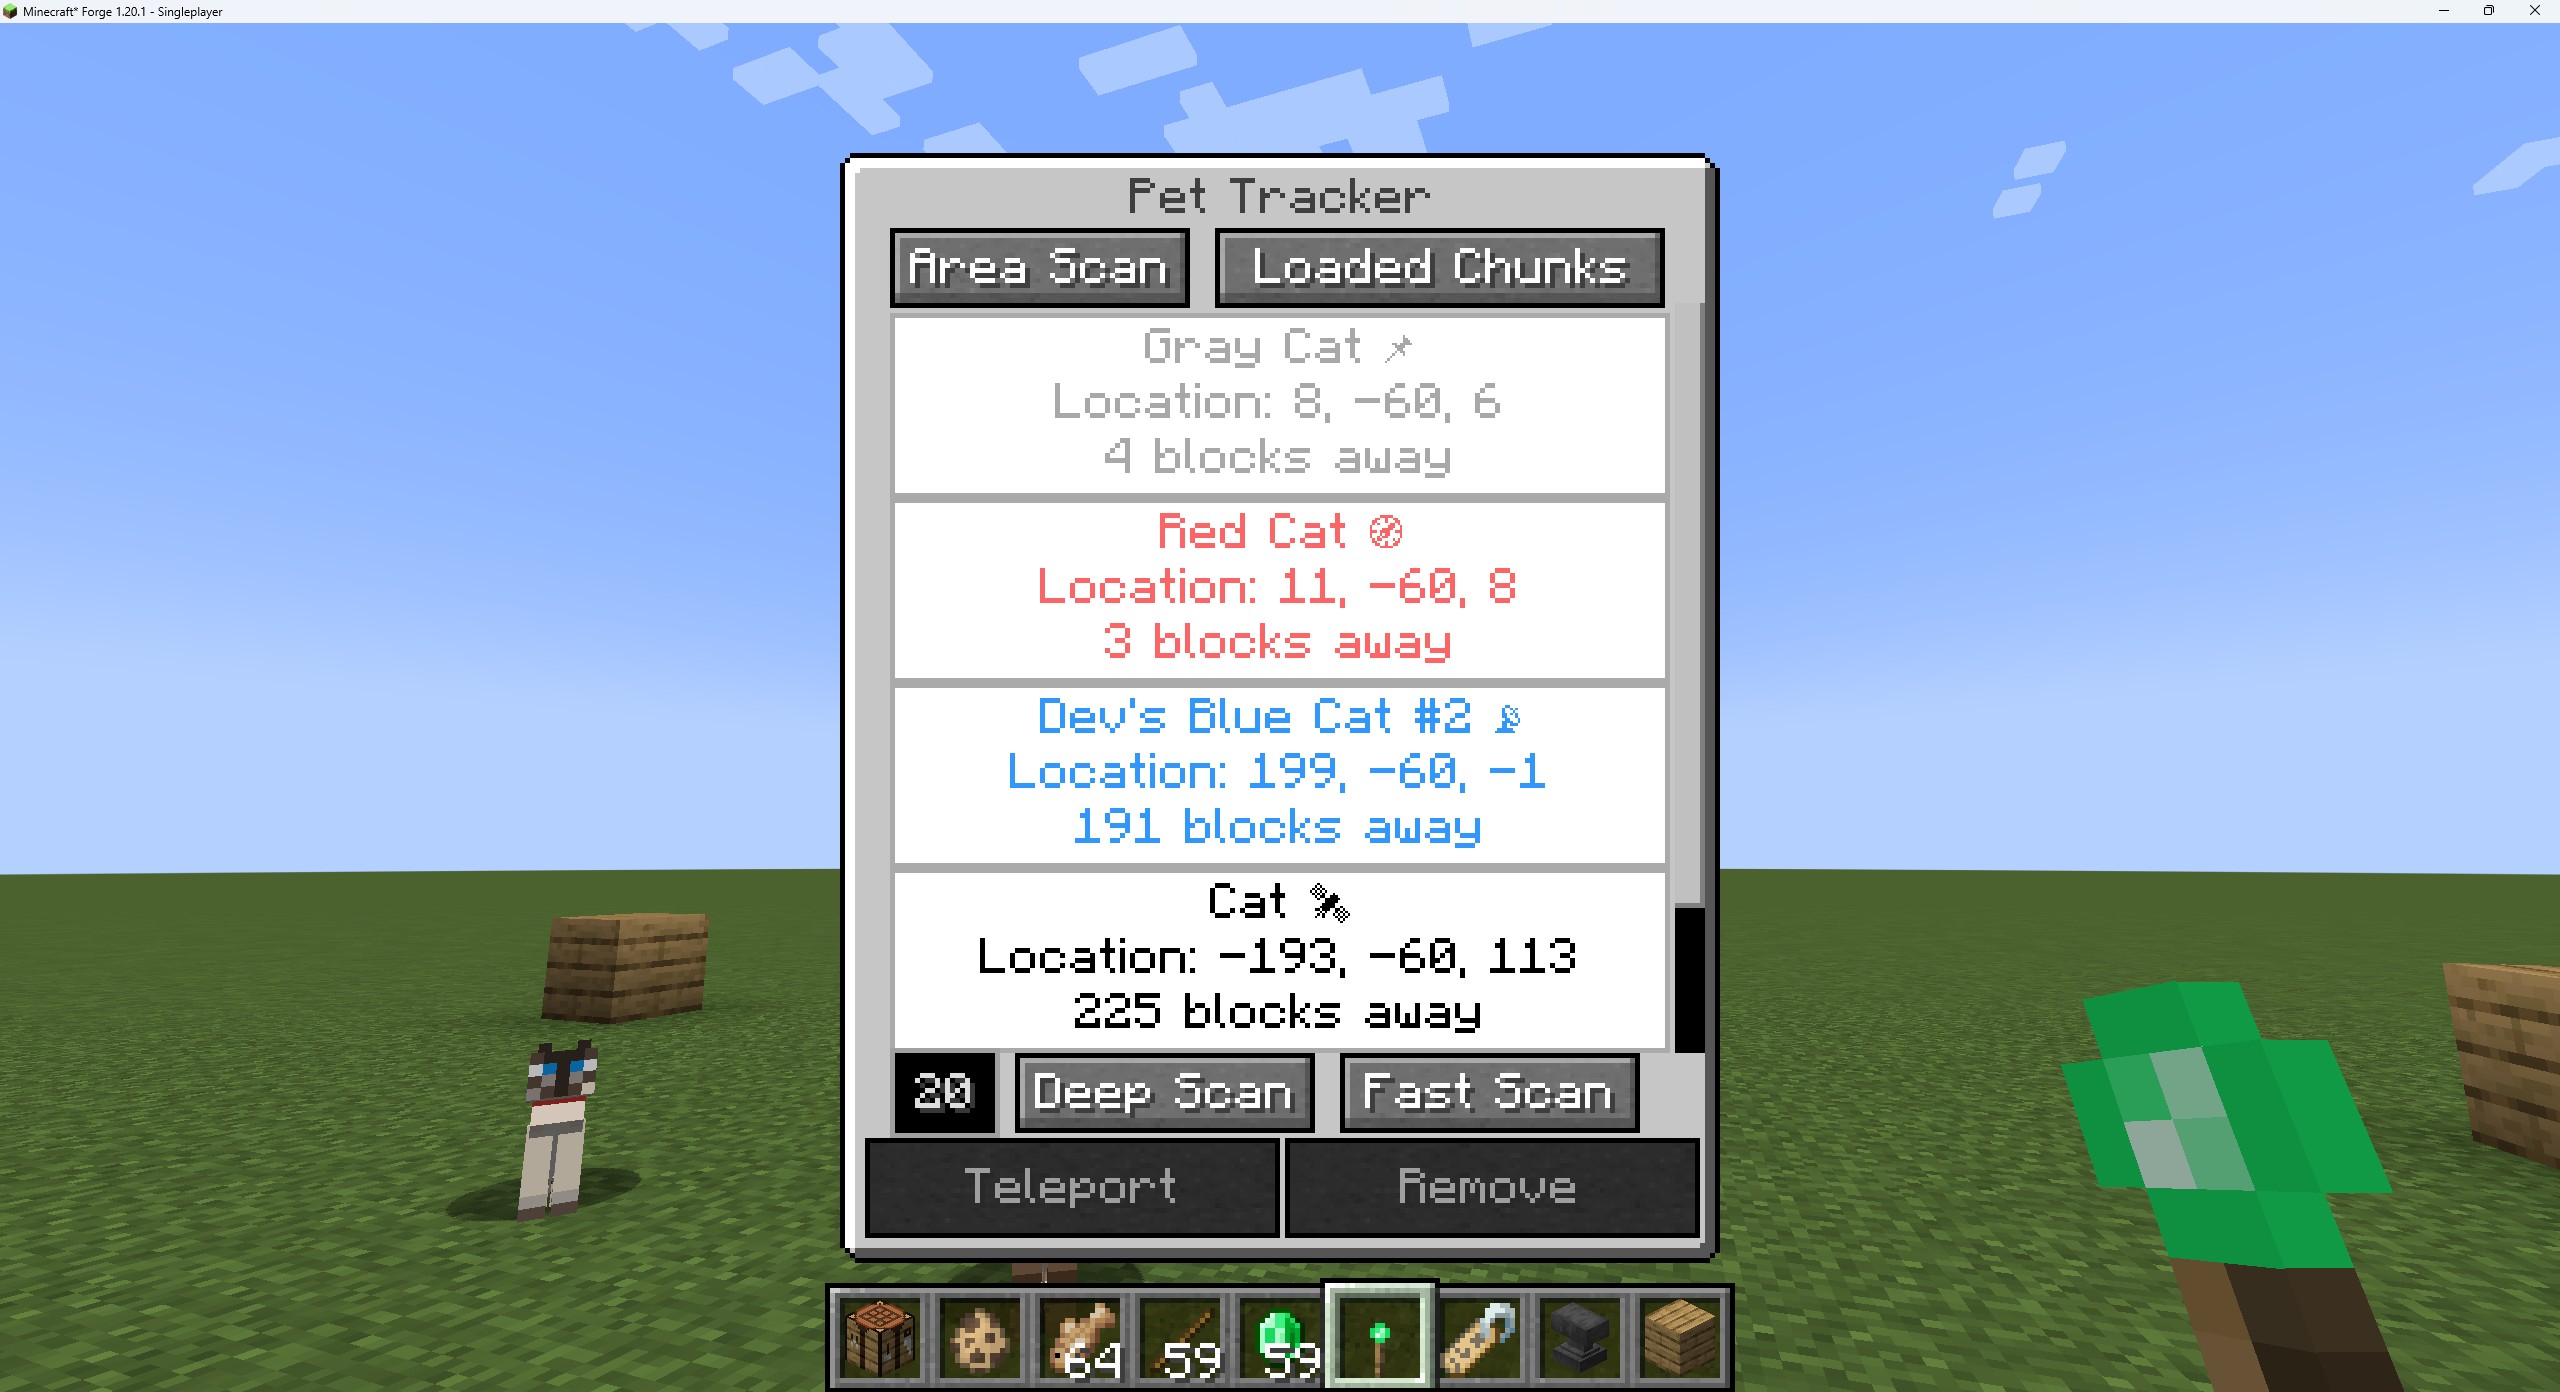 Minecraft* Forge 1.20.1 - Singleplayer
Pet Tracker
Area Scan
Loaded Chunks
Gray Cat
Location: 8, -60, 6
4 blocks away
Red Cat
Location: 11, -60, 8
3 blocks away
Dev's Blue Cat #2
Location: 199, -60, -1
191 blocks away
Cat
Location: -193, -60, 113
225 blocks away
20
Deep Scan
Fast Scan
Teleport
Remove
64
59
59